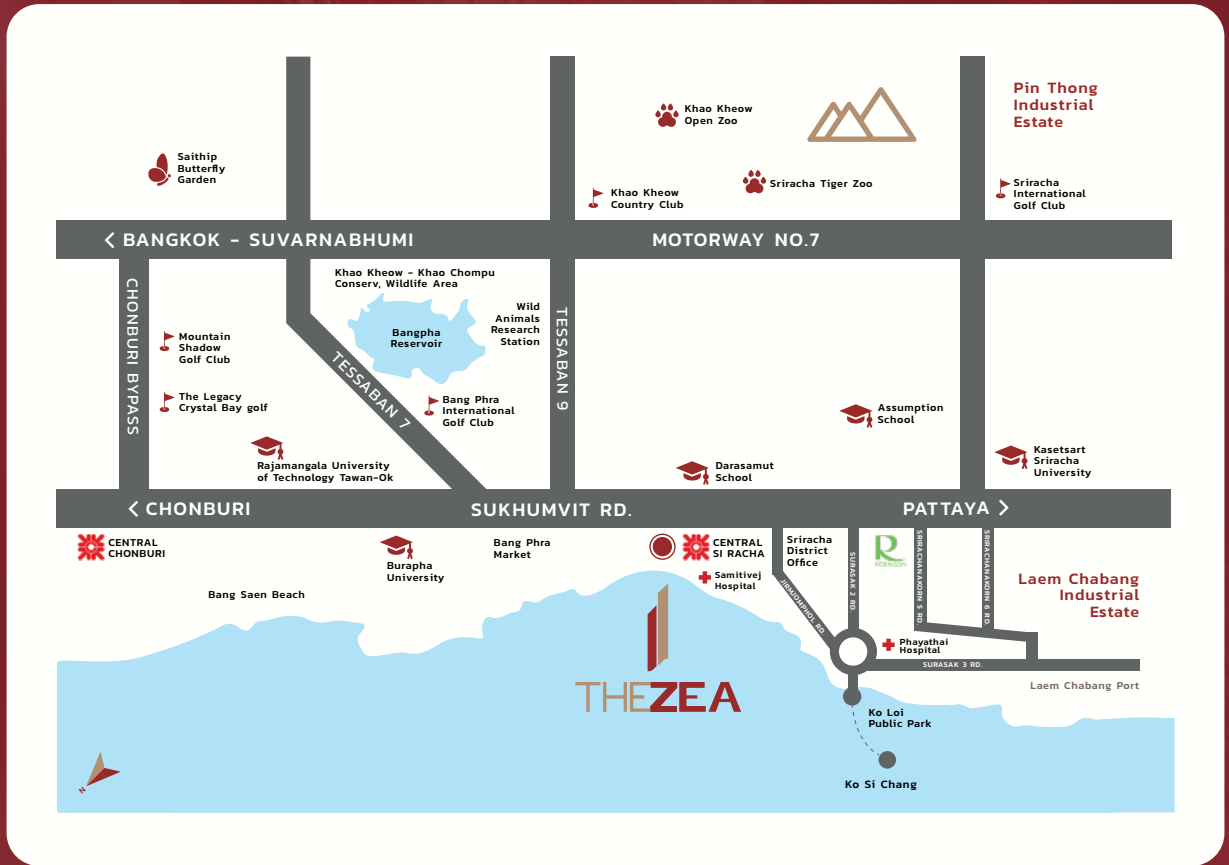 Khao Kheow
Open Zoo
Pin Thong
Industrial
Estate
Saithip
Butterfly
Garden
Khao Kheow
Country Club
Sriracha Tiger Zoo
Sriracha
International
Golf Club
BANGKOK - SUVARNABHUMI
MOTORWAY NO.7
CHONBURI BYPASS
Khao Kheow - Khao Chompu
Conserv, Wildlife Area
Wild
Animals
Research
Station
Bangpha
Reservoir
TESSABAN 9
Mountain
Shadow
Golf Club
TESSABAN 7
The Legacy
Crystal Bay golf
Bang Phra
International
Golf Club
Assumption
School
Rajamangala University
of Technology Tawan-Ok
Darasamut
School
Kasetsart
Sriracha
University
CHONBURI
SUKHUMVIT RD.
PATTAYA
CENTRAL
CHONBURI
Burapha
University
Bang Phra
Market
CENTRAL
SI RACHA
Samitivej
Hospital
Sriracha
District
Office
JIRMJOMPHOL RD.
SURASAK 2 RD.
R
ROBINSON
SRIRACHANAKORN 5 RD.
SRIRACHANAKORN 6 RD.
Laem Chabang
Industrial
Estate
Bang Saen Beach
Phayathai
Hospital
SURASAK 3 RD.
Laem Chabang Port
THEZEA
Ko Loi
Public Park
Ko Si Chang
N